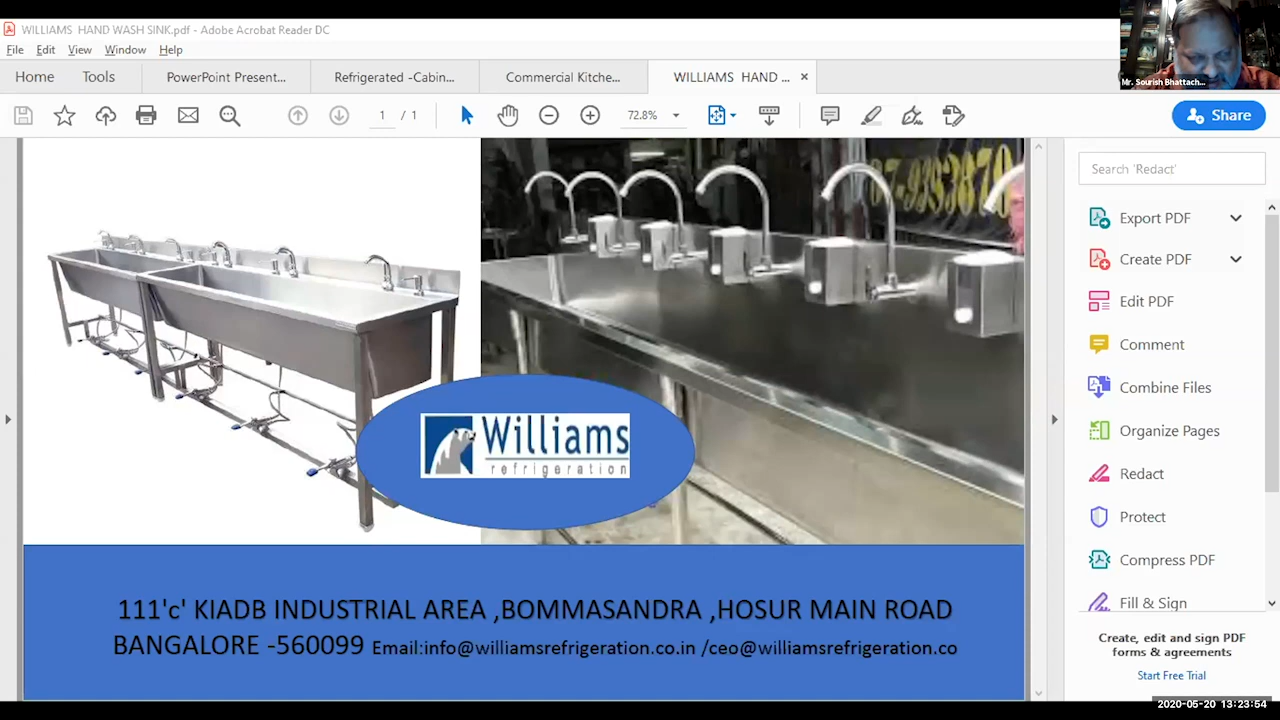 WILLIAMS HAND WASH SINK.pdf - Adobe Acrobat Reader DC
File Edit View Window Help
Home Tools PowerPoint Present... Refrigerated -Cabin... Commercial Kitche... WILLIAMS HAND ... ×
Mr. Sourish Bhattach...
1 / 1 72.8% Share
Search 'Redact'
Export PDF
Create PDF
Edit PDF
Comment
Combine Files
Organize Pages
Redact
Protect
Compress PDF
Fill & Sign
Create, edit and sign PDF
forms & agreements
Start Free Trial
Williams
refrigeration
111'c' KIADB INDUSTRIAL AREA ,BOMMASANDRA ,HOSUR MAIN ROAD
BANGALORE -560099 Email:info@williamsrefrigeration.co.in /ceo@williamsrefrigeration.co
2020-05-20 13:23:54